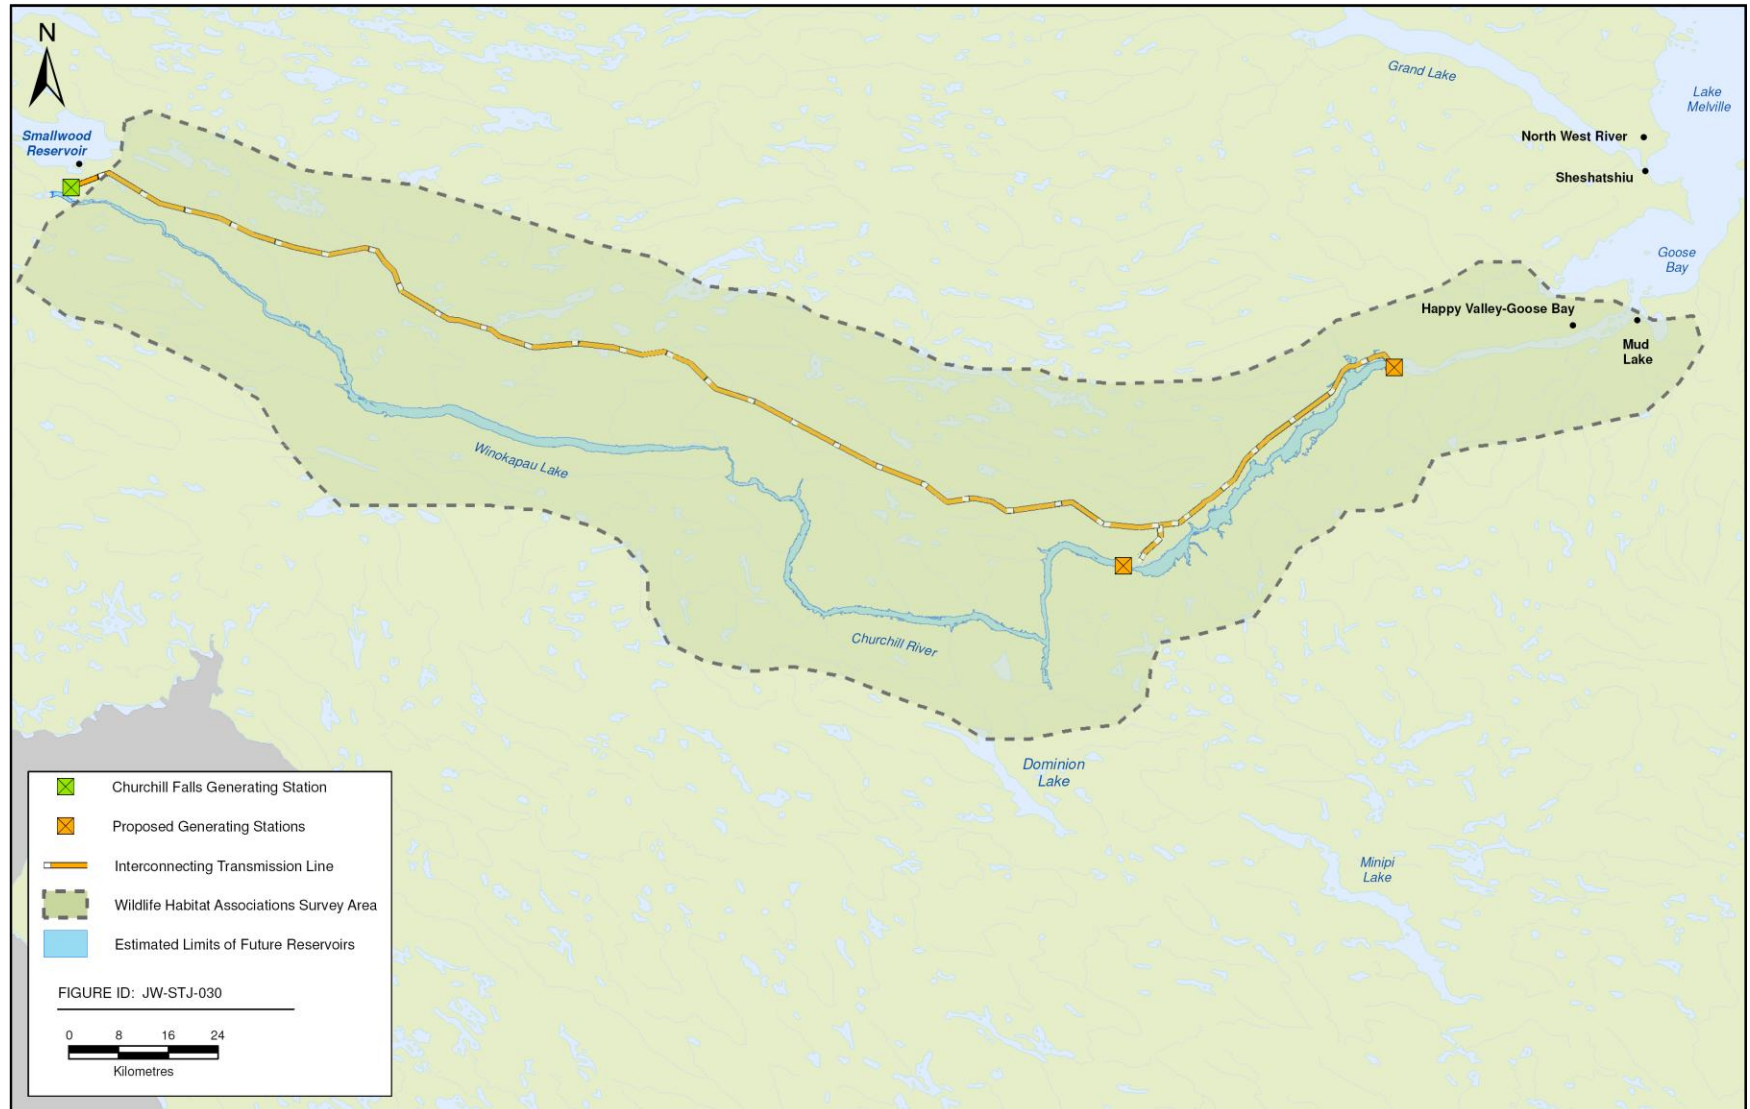 N
Grand Lake
Lake
Melville
Smallwood
Reservoir
North West River
Sheshatshiu
Goose
Bay
Happy Valley-Goose Bay
Mud
Lake
Winokapau Lake
Churchill River
Dominion
Lake
Minipi
Lake
Churchill Falls Generating Station
Proposed Generating Stations
Interconnecting Transmission Line
Wildlife Habitat Associations Survey Area
Estimated Limits of Future Reservoirs
FIGURE ID: JW-STJ-030
0 8 16 24
Kilometres